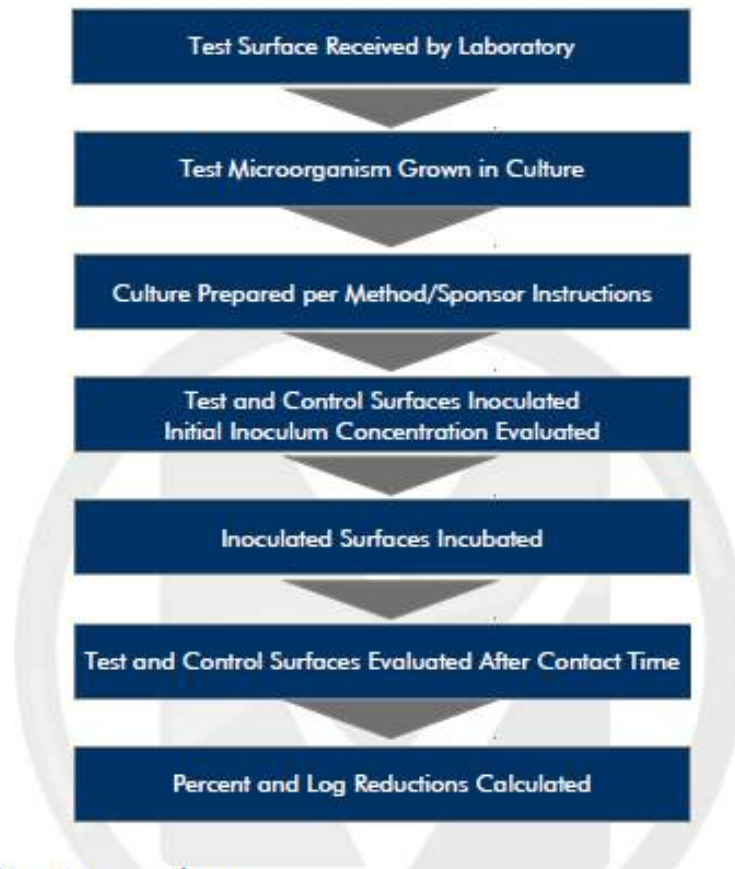 Test Surface Received by Laboratory
Test Microorganism Grown in Culture
Culture Prepared per Method/Sponsor Instructions
Test and Control Surfaces Inoculated
Initial Inoculum Concentration Evaluated
Inoculated Surfaces Incubated
Test and Control Surfaces Evaluated After Contact Time
Percent and Log Reductions Calculated